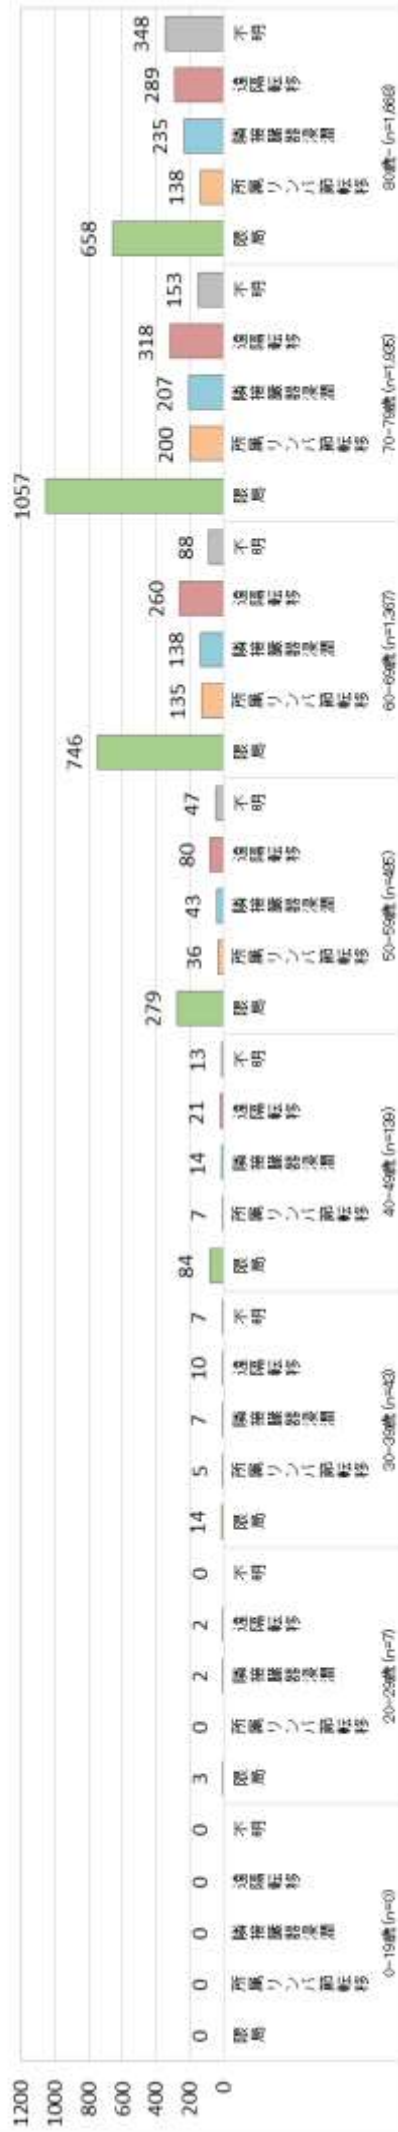 1200
1000
800
600
400
200
0
0 0 0 0 0
限局 所属リンパ節転移 隣接臓器浸潤 遠隔転移 不明
0-19歳(n=0)
3 0 2 2 0
限局 所属リンパ節転移 隣接臓器浸潤 遠隔転移 不明
20-29歳(n=7)
14 5 7 10 7
限局 所属リンパ節転移 隣接臓器浸潤 遠隔転移 不明
30-39歳(n=43)
84 7 14 21 13
限局 所属リンパ節転移 隣接臓器浸潤 遠隔転移 不明
40-49歳(n=139)
279 36 43 80 47
限局 所属リンパ節転移 隣接臓器浸潤 遠隔転移 不明
50-59歳(n=485)
746 135 138 260 88
限局 所属リンパ節転移 隣接臓器浸潤 遠隔転移 不明
60-69歳(n=1,367)
1057 200 207 318 153
限局 所属リンパ節転移 隣接臓器浸潤 遠隔転移 不明
70-79歳(n=1,935)
658 138 235 289 348
限局 所属リンパ節転移 隣接臓器浸潤 遠隔転移 不明
80歳-(n=1,668)